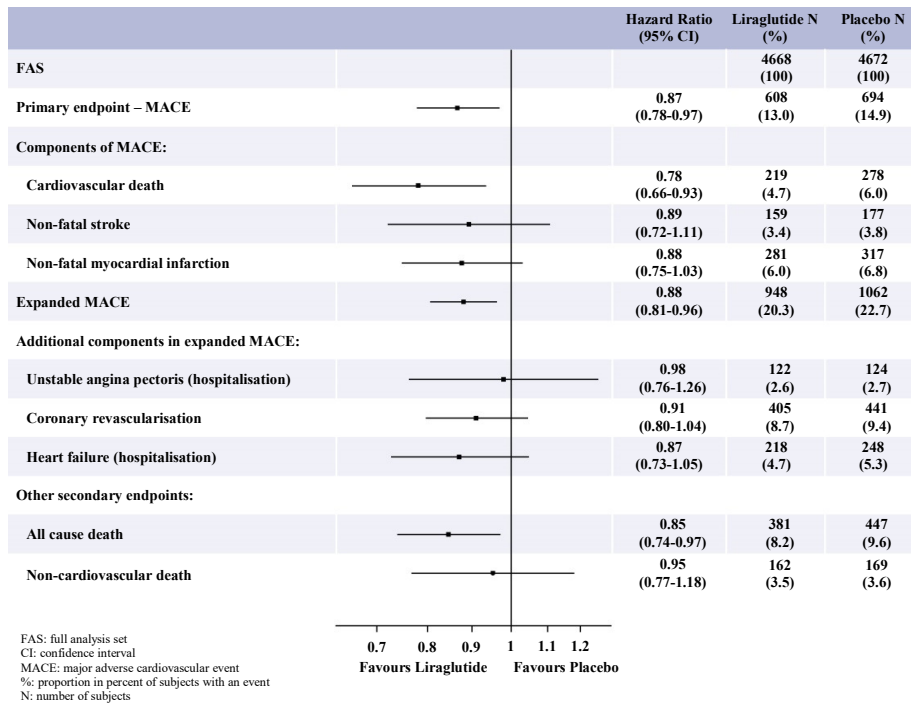 Hazard Ratio (95% CI) Liraglutide N (%) Placebo N (%)
FAS 4668 (100) 4672 (100)
Primary endpoint – MACE 0.87 (0.78-0.97) 608 (13.0) 694 (14.9)
Components of MACE:
Cardiovascular death 0.78 (0.66-0.93) 219 (4.7) 278 (6.0)
Non-fatal stroke 0.89 (0.72-1.11) 159 (3.4) 177 (3.8)
Non-fatal myocardial infarction 0.88 (0.75-1.03) 281 (6.0) 317 (6.8)
Expanded MACE 0.88 (0.81-0.96) 948 (20.3) 1062 (22.7)
Additional components in expanded MACE:
Unstable angina pectoris (hospitalisation) 0.98 (0.76-1.26) 122 (2.6) 124 (2.7)
Coronary revascularisation 0.91 (0.80-1.04) 405 (8.7) 441 (9.4)
Heart failure (hospitalisation) 0.87 (0.73-1.05) 218 (4.7) 248 (5.3)
Other secondary endpoints:
All cause death 0.85 (0.74-0.97) 381 (8.2) 447 (9.6)
Non-cardiovascular death 0.95 (0.77-1.18) 162 (3.5) 169 (3.6)
0.7 0.8 0.9 1 1.1 1.2
Favours Liraglutide Favours Placebo
FAS: full analysis set
CI: confidence interval
MACE: major adverse cardiovascular event
%: proportion in percent of subjects with an event
N: number of subjects